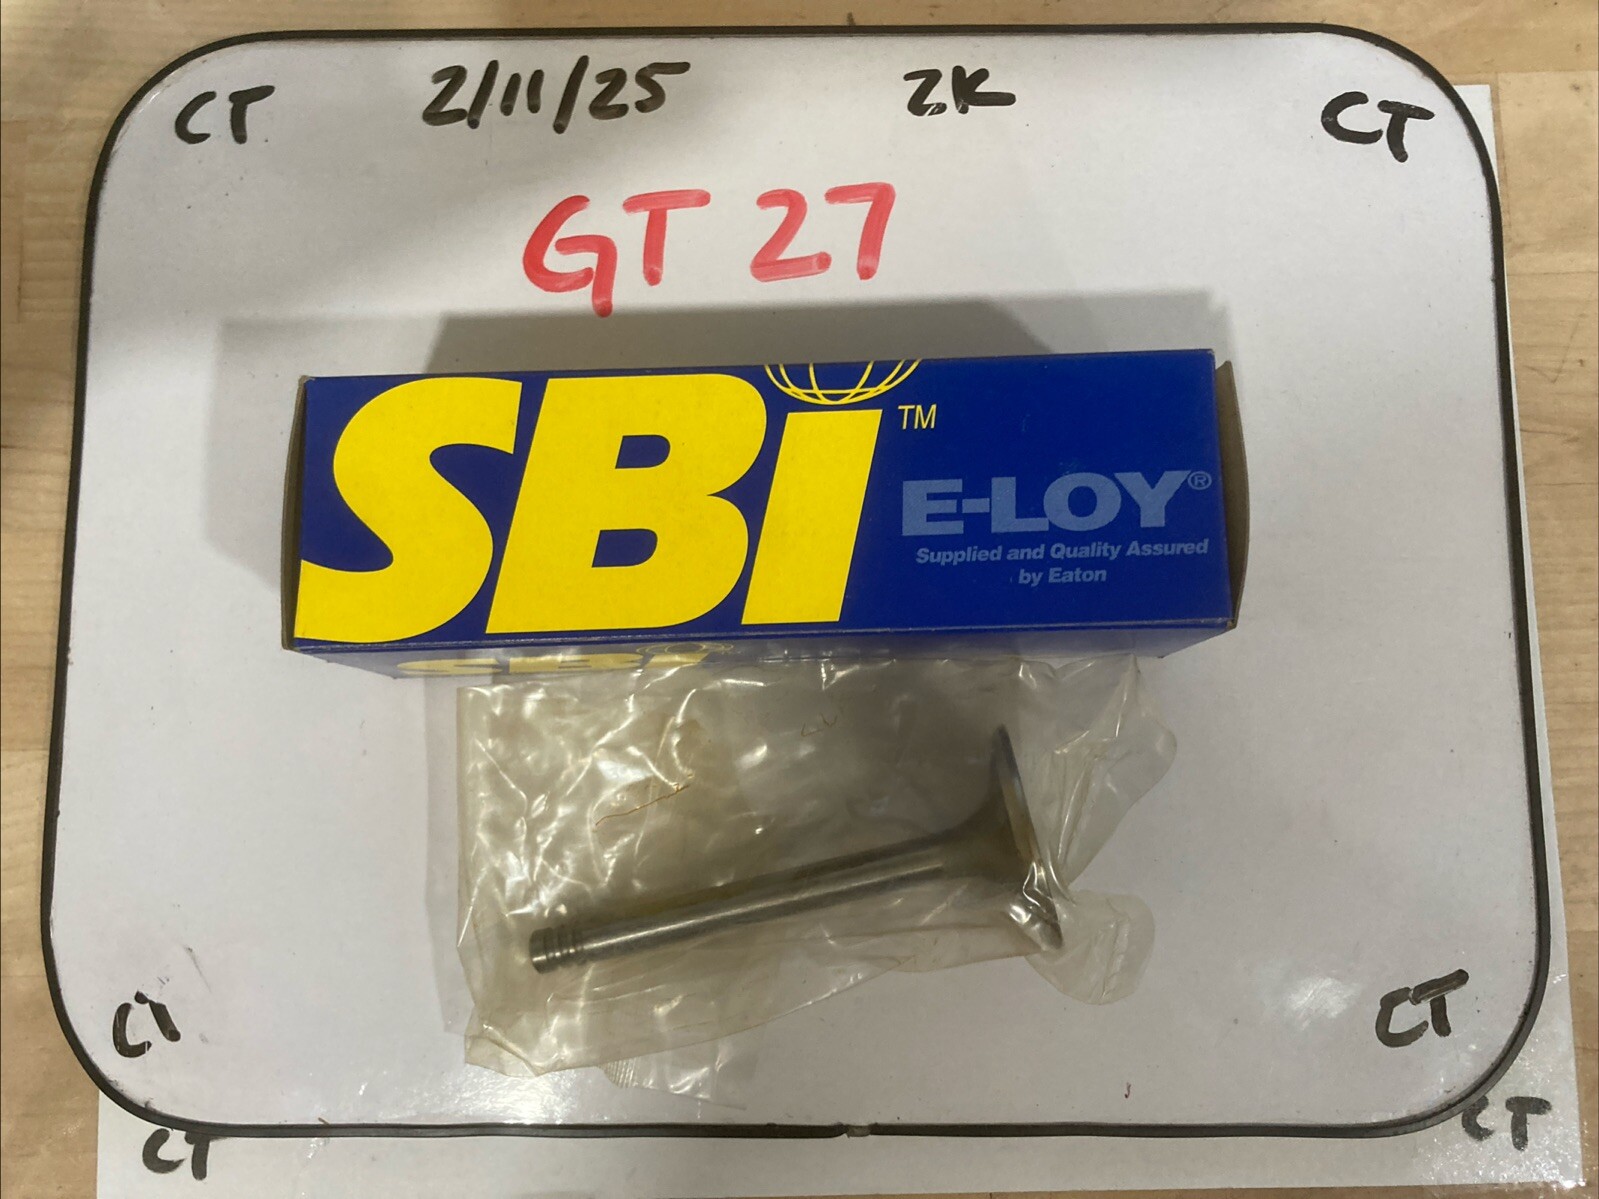 CT 2/11/25 ZK CT
GT 27
SBi™
E-LOY®
Supplied and Quality Assured
by Eaton
SBi
CT CT
CT CT